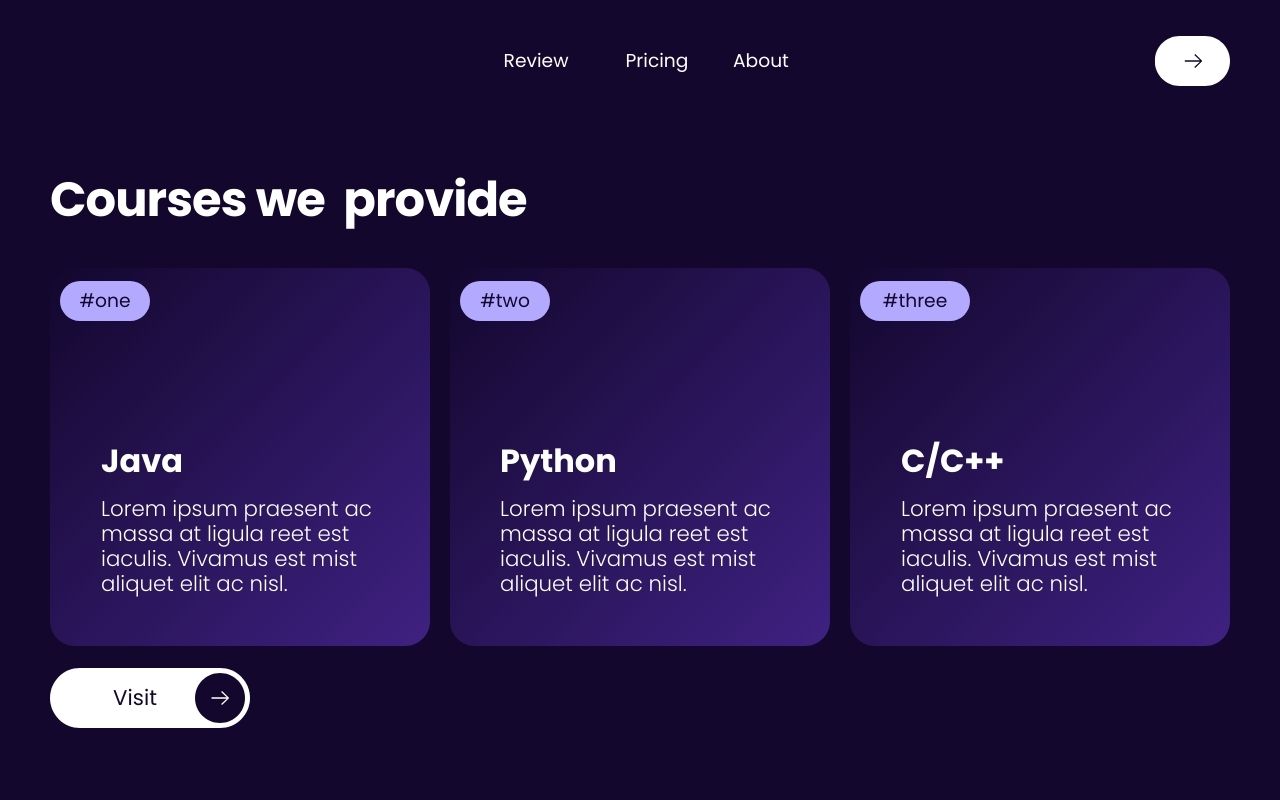 Review Pricing About
Courses we provide
#one
Java
Lorem ipsum praesent ac
massa at ligula reet est
iaculis. Vivamus est mist
aliquet elit ac nisl.
#two
Python
Lorem ipsum praesent ac
massa at ligula reet est
iaculis. Vivamus est mist
aliquet elit ac nisl.
#three
C/C++
Lorem ipsum praesent ac
massa at ligula reet est
iaculis. Vivamus est mist
aliquet elit ac nisl.
Visit